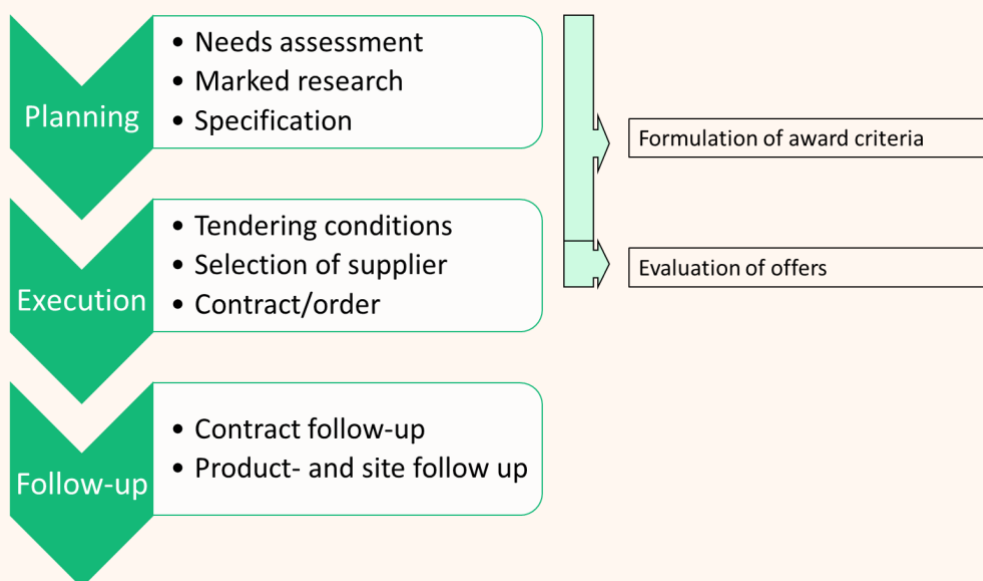 Planning
• Needs assessment
• Marked research
• Specification
Formulation of award criteria
Execution
• Tendering conditions
• Selection of supplier
• Contract/order
Evaluation of offers
Follow-up
• Contract follow-up
• Product- and site follow up